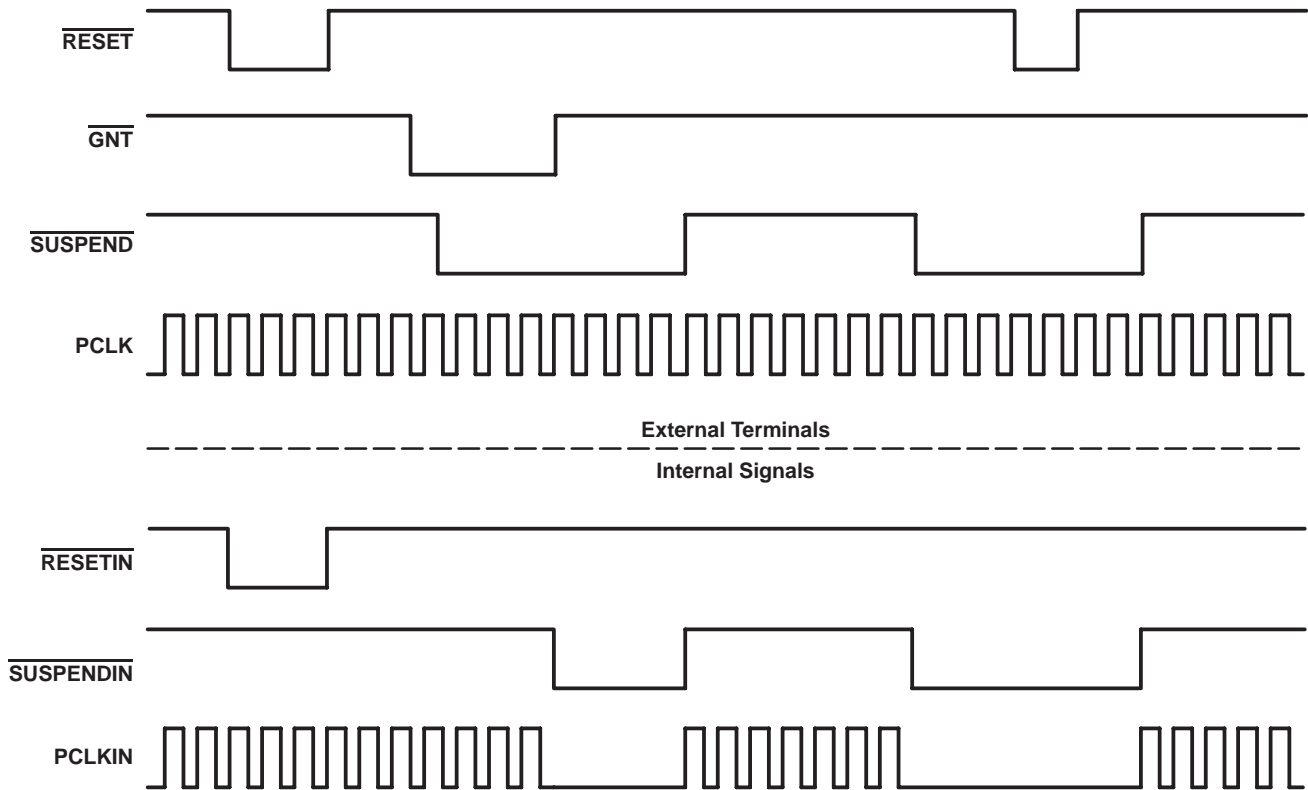 RESET
GNT
SUSPEND
PCLK
External Terminals
Internal Signals
RESETIN
SUSPENDIN
PCLKIN